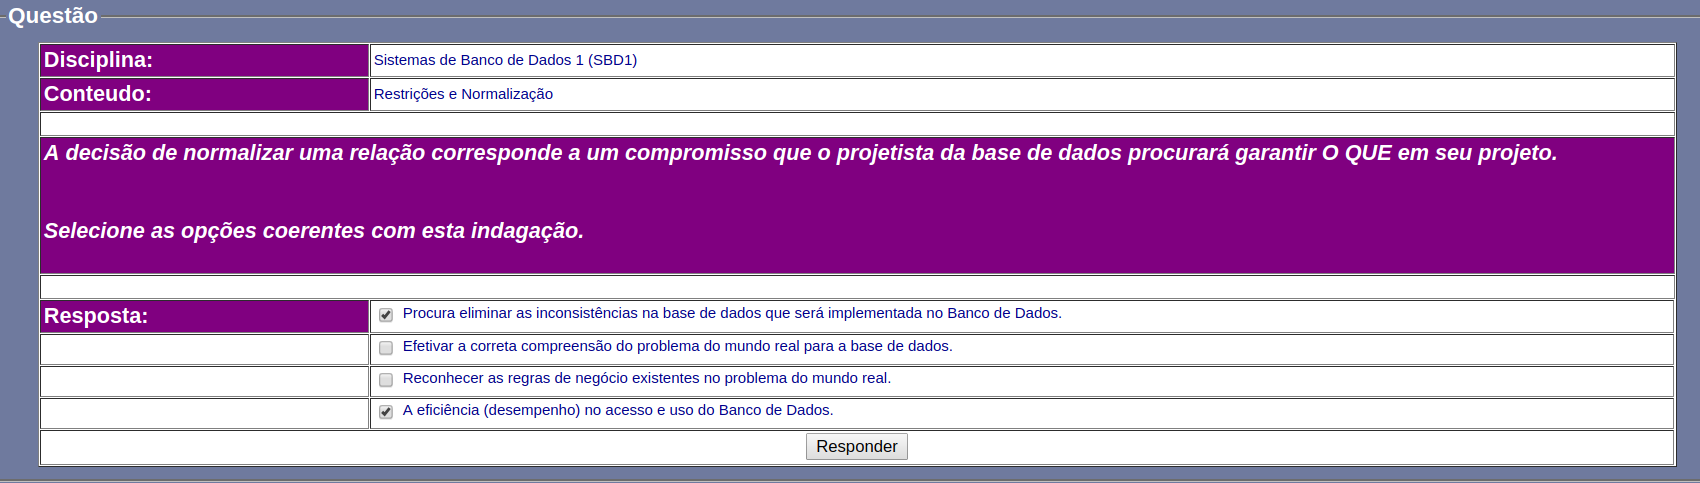 Questão
Disciplina: Sistemas de Banco de Dados 1 (SBD1)
Conteudo: Restrições e Normalização
A decisão de normalizar uma relação corresponde a um compromisso que o projetista da base de dados procurará garantir O QUE em seu projeto.
Selecione as opções coerentes com esta indagação.
Resposta: Procura eliminar as inconsistências na base de dados que será implementada no Banco de Dados.
Efetivar a correta compreensão do problema do mundo real para a base de dados.
Reconhecer as regras de negócio existentes no problema do mundo real.
A eficiência (desempenho) no acesso e uso do Banco de Dados.
Responder